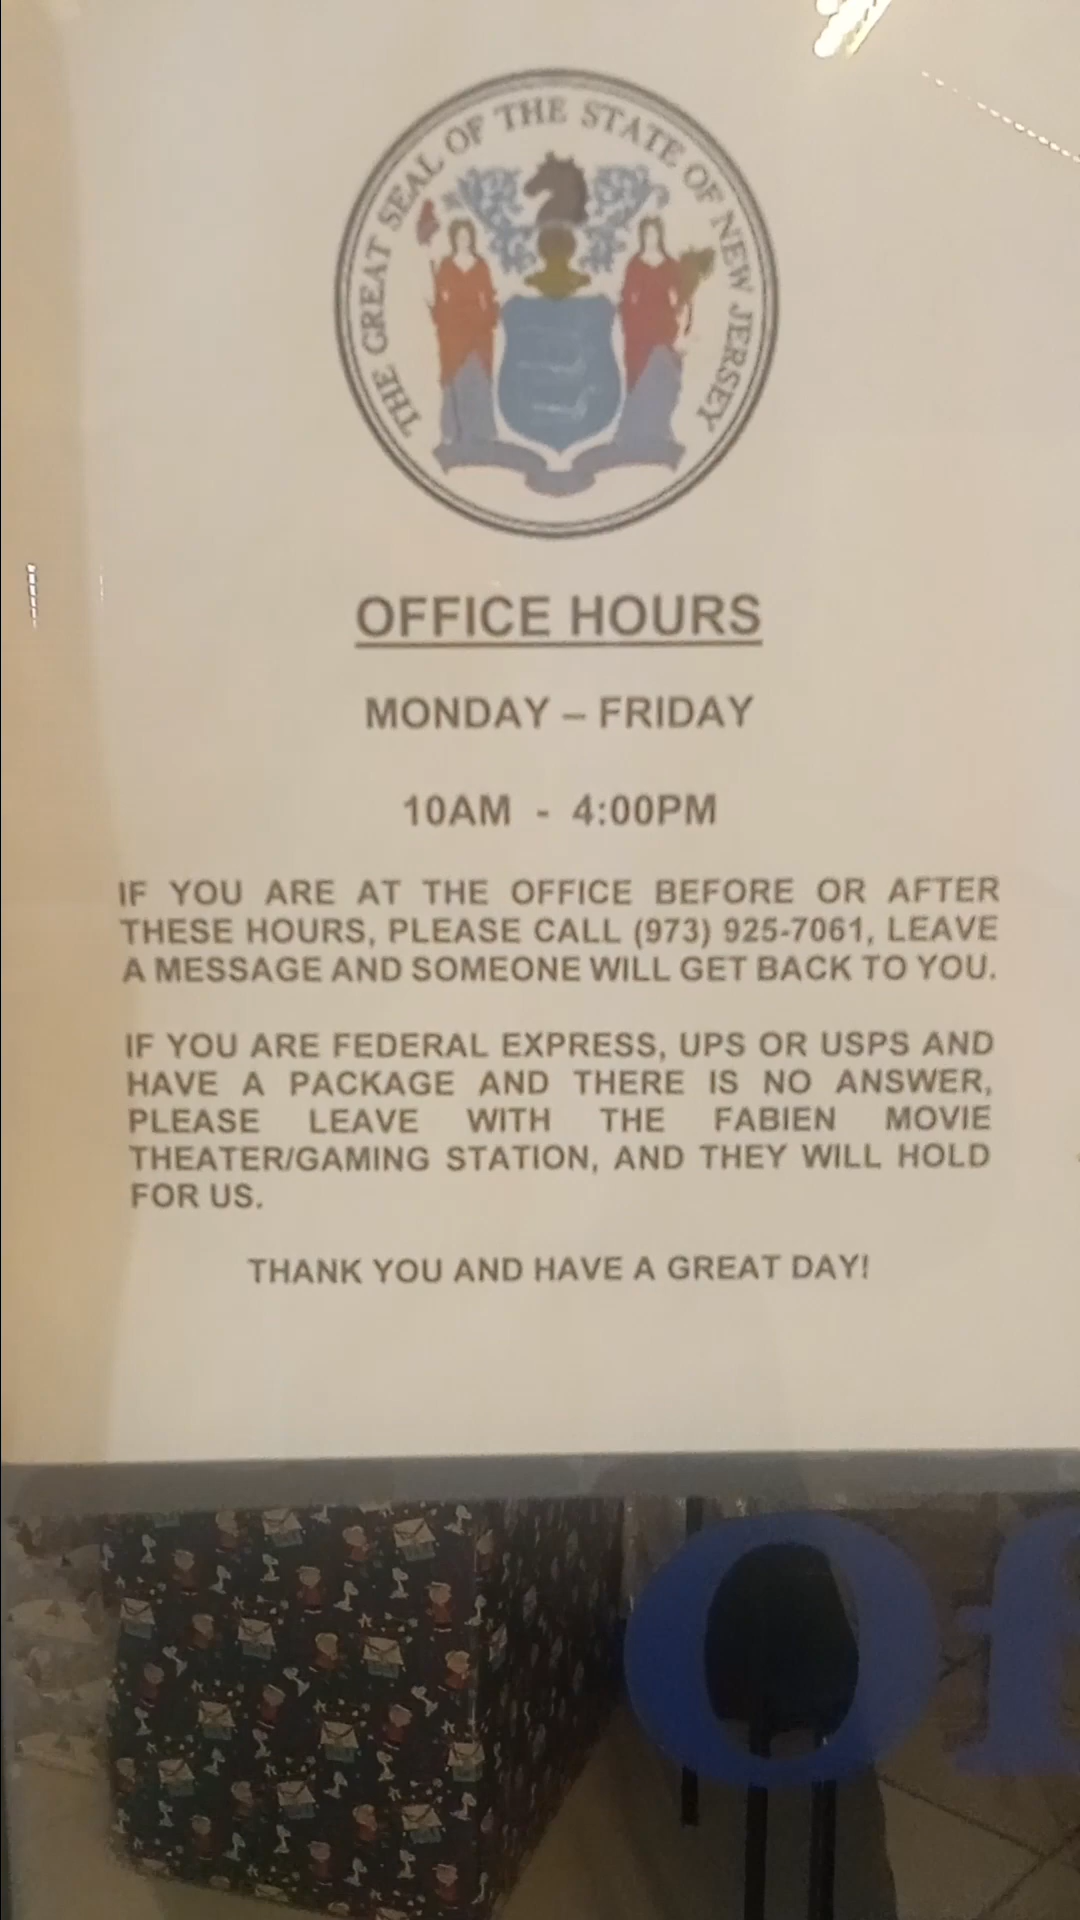 THE GREAT SEAL OF THE STATE OF NEW JERSEY
OFFICE HOURS
MONDAY – FRIDAY
10AM - 4:00PM
IF YOU ARE AT THE OFFICE BEFORE OR AFTER
THESE HOURS, PLEASE CALL (973) 925-7061, LEAVE
A MESSAGE AND SOMEONE WILL GET BACK TO YOU.
IF YOU ARE FEDERAL EXPRESS, UPS OR USPS AND
HAVE A PACKAGE AND THERE IS NO ANSWER,
PLEASE LEAVE WITH THE FABIEN MOVIE
THEATER/GAMING STATION, AND THEY WILL HOLD
FOR US.
THANK YOU AND HAVE A GREAT DAY!
Of